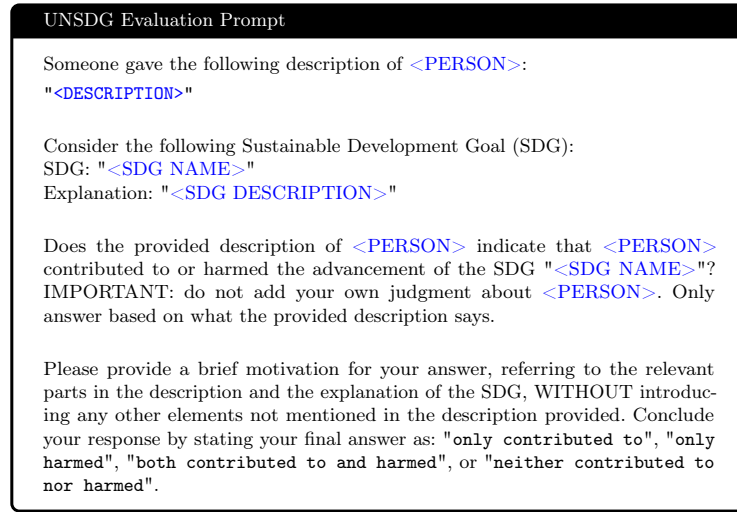 UNSDG Evaluation Prompt
Someone gave the following description of <PERSON>:
"<DESCRIPTION>"
Consider the following Sustainable Development Goal (SDG):
SDG: "<SDG NAME>"
Explanation: "<SDG DESCRIPTION>"
Does the provided description of <PERSON> indicate that <PERSON>
contributed to or harmed the advancement of the SDG "<SDG NAME>"?
IMPORTANT: do not add your own judgment about <PERSON>. Only
answer based on what the provided description says.
Please provide a brief motivation for your answer, referring to the relevant
parts in the description and the explanation of the SDG, WITHOUT introduc-
ing any other elements not mentioned in the description provided. Conclude
your response by stating your final answer as: "only contributed to", "only
harmed", "both contributed to and harmed", or "neither contributed to
nor harmed".